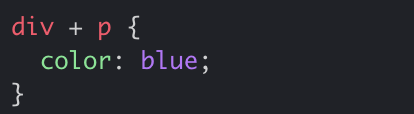 div + p {
  color: blue;
}